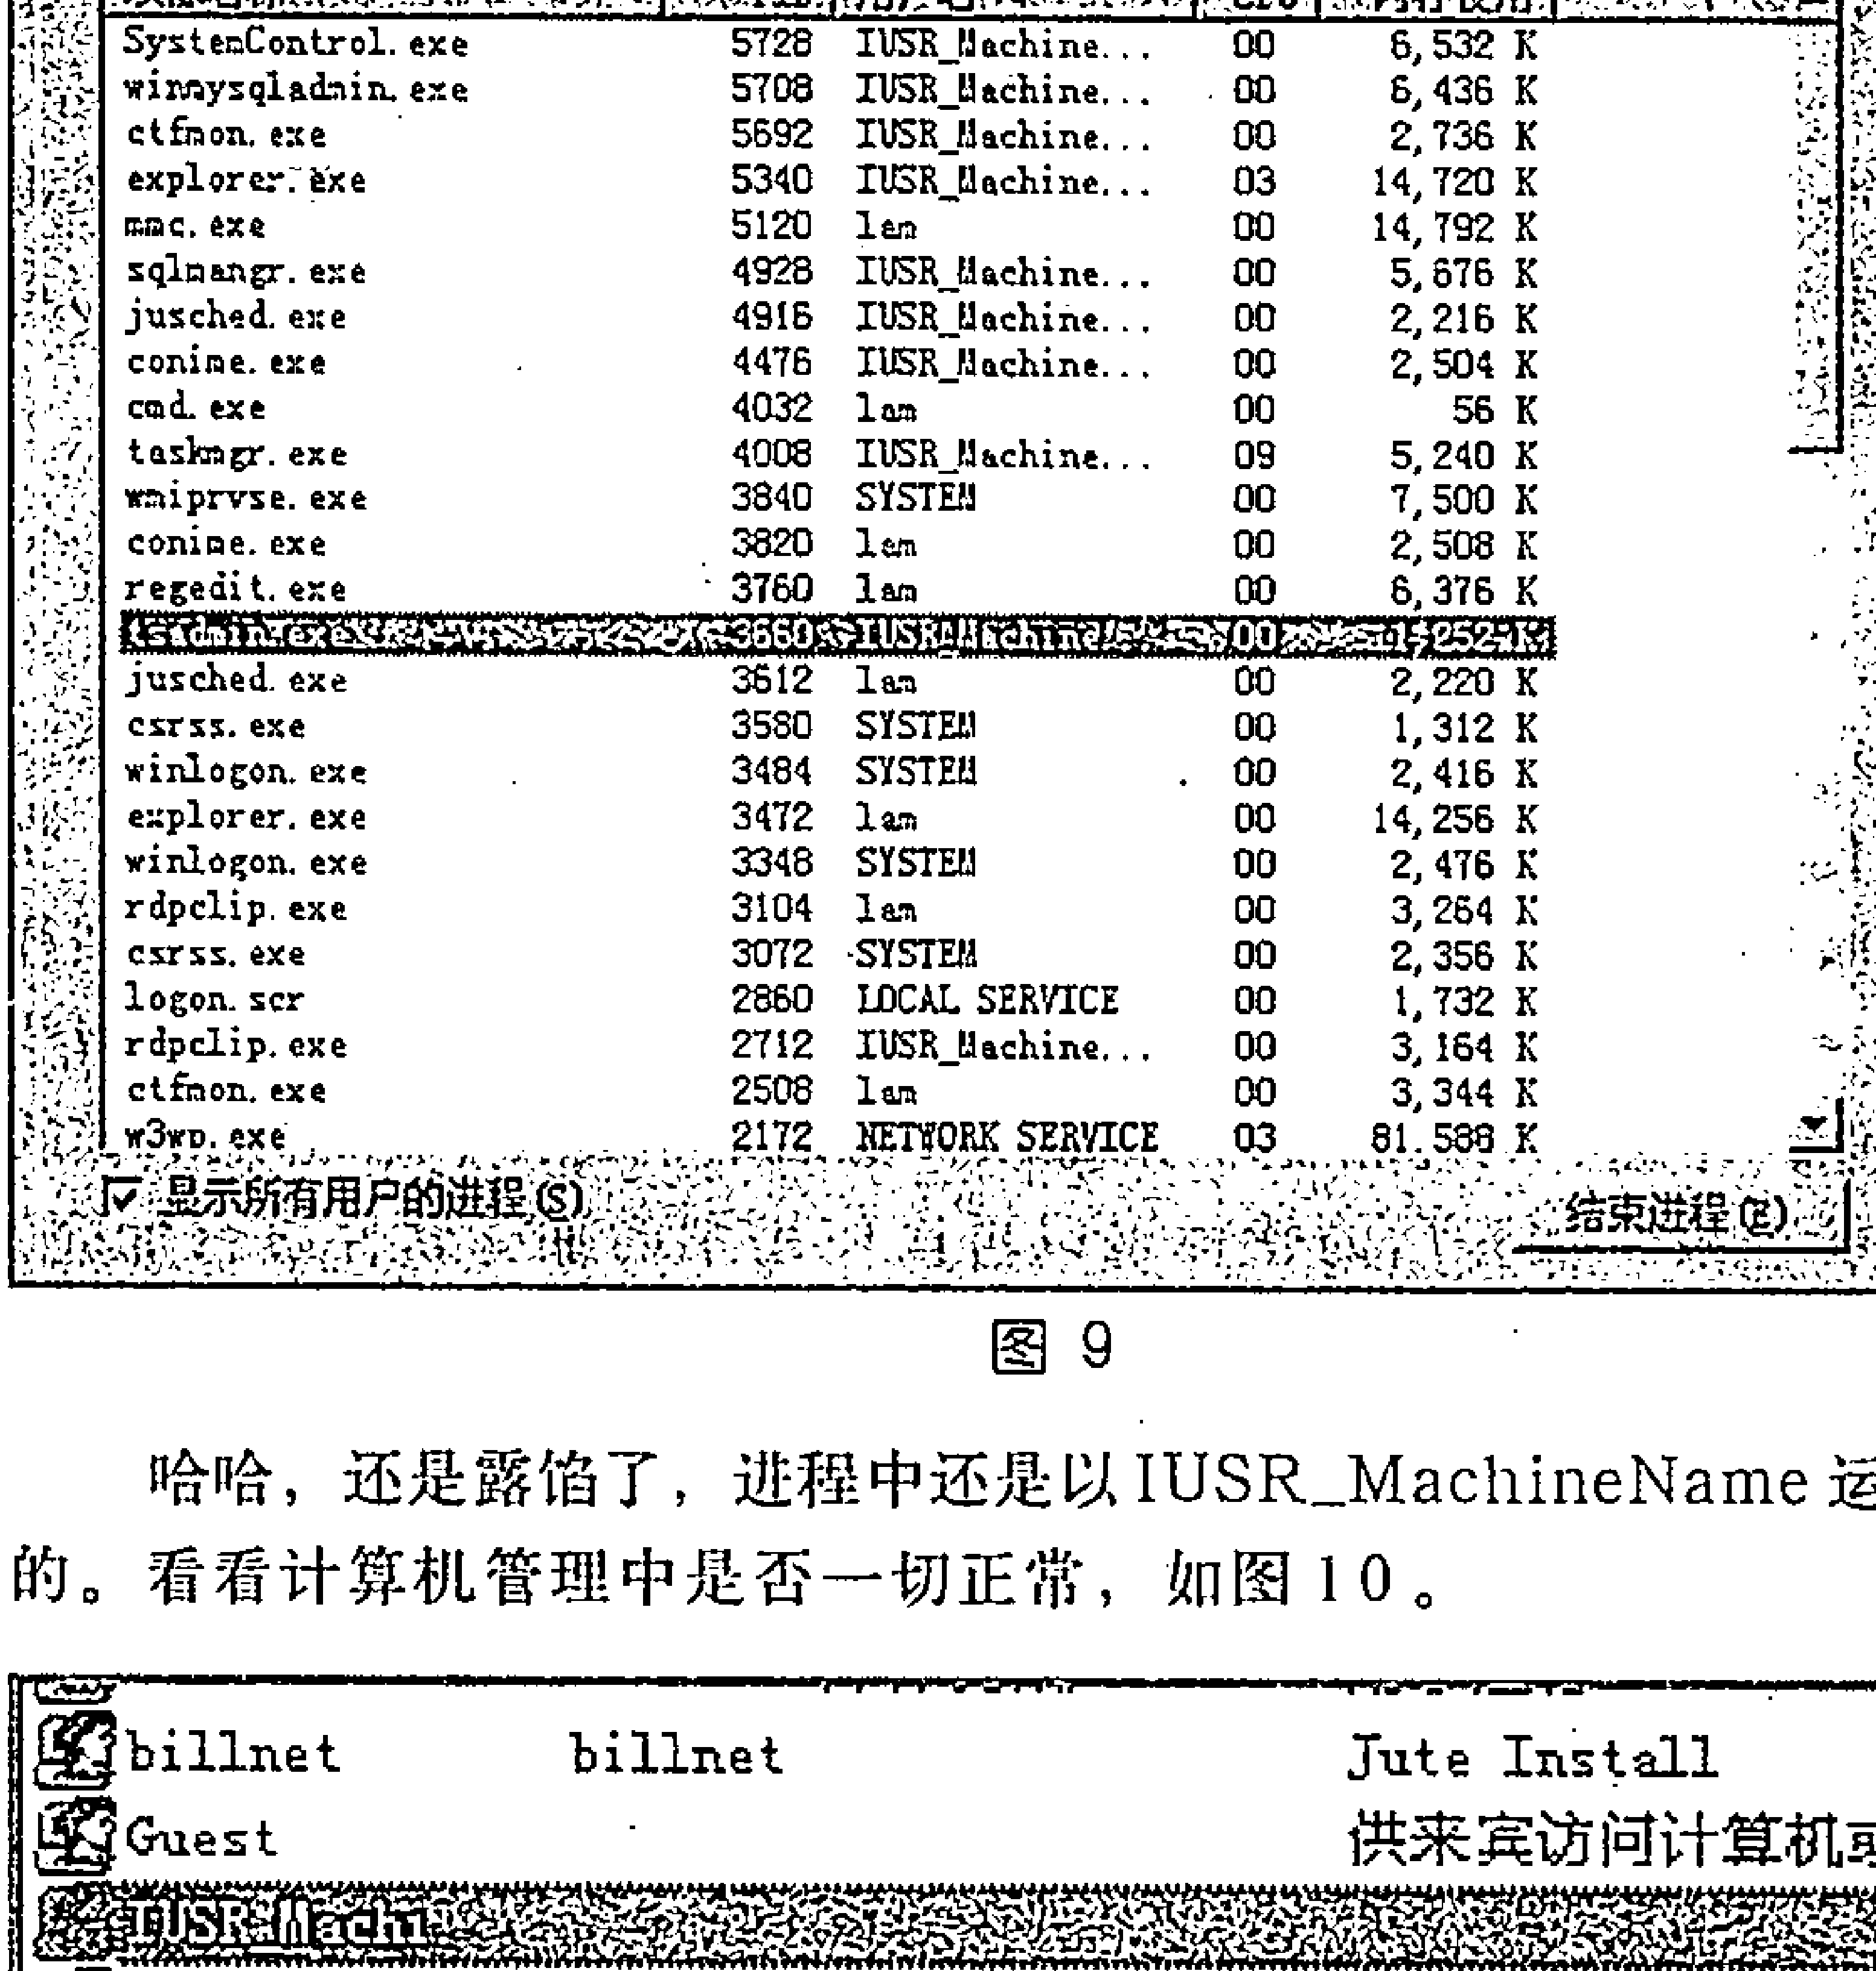 SystemControl.exe 5728 IUSR_Machine... 00 6,532 K
winmysqladmin.exe 5708 IUSR_Machine... 00 6,436 K
ctfmon.exe 5692 IUSR_Machine... 00 2,736 K
explorer.exe 5340 IUSR_Machine... 03 14,720 K
mmc.exe 5120 lam 00 14,792 K
sqlmangr.exe 4928 IUSR_Machine... 00 5,676 K
jusched.exe 4916 IUSR_Machine... 00 2,216 K
conime.exe 4476 IUSR_Machine... 00 2,504 K
cmd.exe 4032 lam 00 56 K
taskmgr.exe 4008 IUSR_Machine... 09 5,240 K
wmiprvse.exe 3840 SYSTEM 00 7,500 K
conime.exe 3820 lam 00 2,508 K
regedit.exe 3760 lam 00 6,376 K
tsadmin.exe 3660 IUSR_Machine 00 252 K
jusched.exe 3612 lam 00 2,220 K
csrss.exe 3580 SYSTEM 00 1,312 K
winlogon.exe 3484 SYSTEM 00 2,416 K
explorer.exe 3472 lam 00 14,256 K
winlogon.exe 3348 SYSTEM 00 2,476 K
rdpclip.exe 3104 lam 00 3,264 K
csrss.exe 3072 SYSTEM 00 2,356 K
logon.scr 2860 LOCAL SERVICE 00 1,732 K
rdpclip.exe 2712 IUSR_Machine... 00 3,164 K
ctfmon.exe 2508 lam 00 3,344 K
w3wp.exe 2172 NETWORK SERVICE 03 81,588 K
显示所有用户的进程(S) 结束进程(E)
图 9
哈哈，还是露馅了，进程中还是以IUSR_MachineName运
的。看看计算机管理中是否一切正常，如图10。
billnet billnet Jute Install
Guest 供来宾访问计算机或
IUSR_Machi